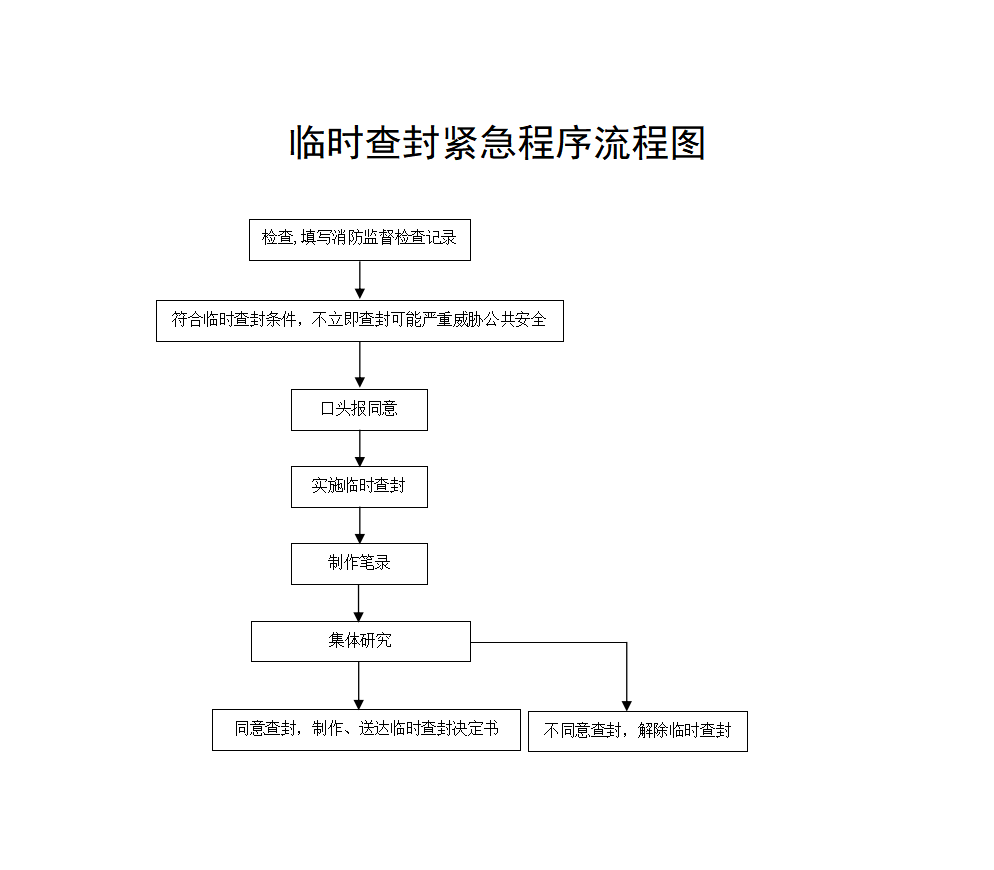 临时查封紧急程序流程图
检查,填写消防监督检查记录
符合临时查封条件，不立即查封可能严重威胁公共安全
口头报同意
实施临时查封
制作笔录
集体研究
同意查封，制作、送达临时查封决定书
不同意查封，解除临时查封